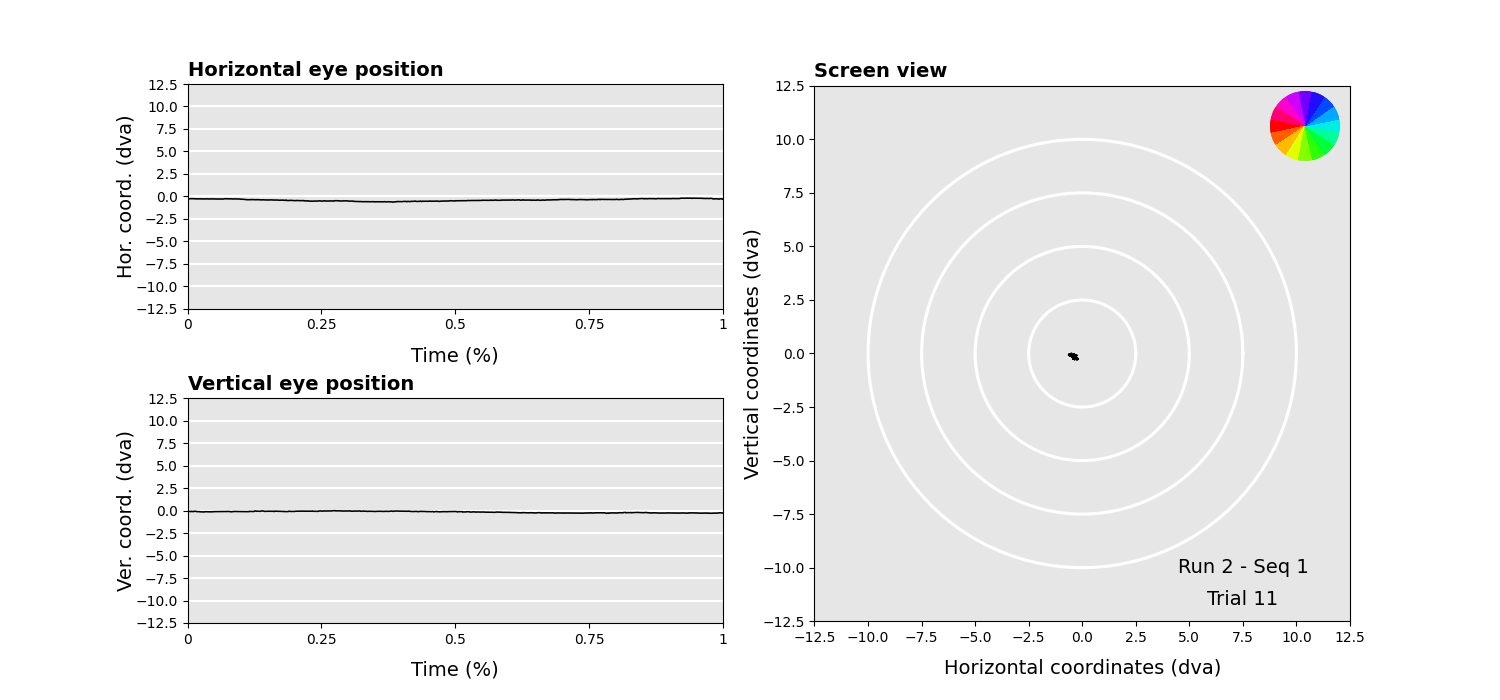 Horizontal eye position
12.5
10.0
7.5
5.0
2.5
0.0
−2.5
−5.0
−7.5
−10.0
−12.5
Hor. coord. (dva)
0 0.25 0.5 0.75 1
Time (%)
Vertical eye position
12.5
10.0
7.5
5.0
2.5
0.0
−2.5
−5.0
−7.5
−10.0
−12.5
Ver. coord. (dva)
0 0.25 0.5 0.75 1
Time (%)
Screen view
12.5
10.0
7.5
5.0
2.5
0.0
−2.5
−5.0
−7.5
−10.0
−12.5
Vertical coordinates (dva)
Run 2 - Seq 1
Trial 11
−12.5 −10.0 −7.5 −5.0 −2.5 0.0 2.5 5.0 7.5 10.0 12.5
Horizontal coordinates (dva)